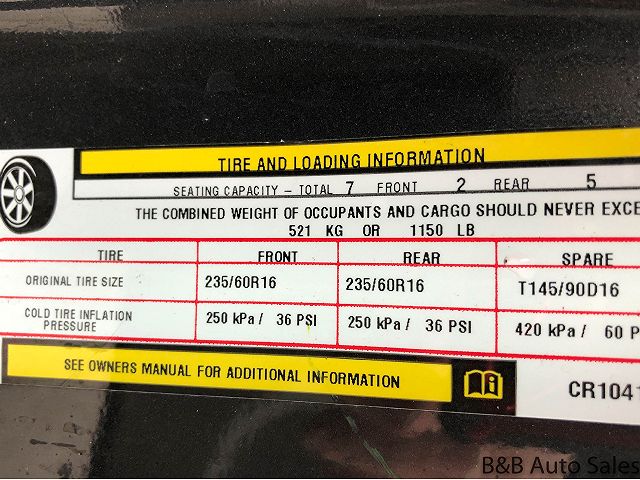 TIRE AND LOADING INFORMATION
SEATING CAPACITY – TOTAL 7 FRONT 2 REAR 5
THE COMBINED WEIGHT OF OCCUPANTS AND CARGO SHOULD NEVER EXCE
521 KG OR 1150 LB
TIRE FRONT REAR SPARE
ORIGINAL TIRE SIZE 235/60R16 235/60R16 T145/90D16
COLD TIRE INFLATION PRESSURE 250 kPa / 36 PSI 250 kPa / 36 PSI 420 kPa / 60 P
SEE OWNERS MANUAL FOR ADDITIONAL INFORMATION
CR1041
B&B Auto Sales